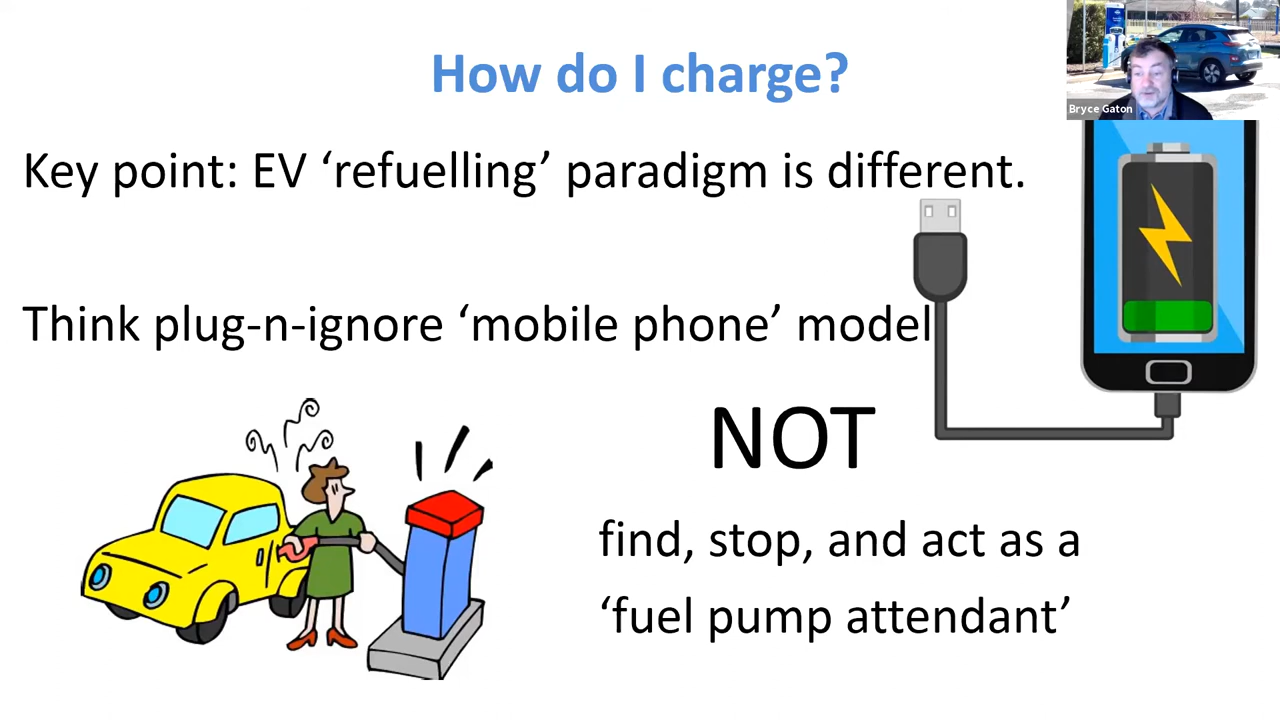 How do I charge?
Bryce Gaton
Key point: EV ‘refuelling’ paradigm is different.
Think plug-n-ignore ‘mobile phone’ model
NOT
find, stop, and act as a
‘fuel pump attendant’